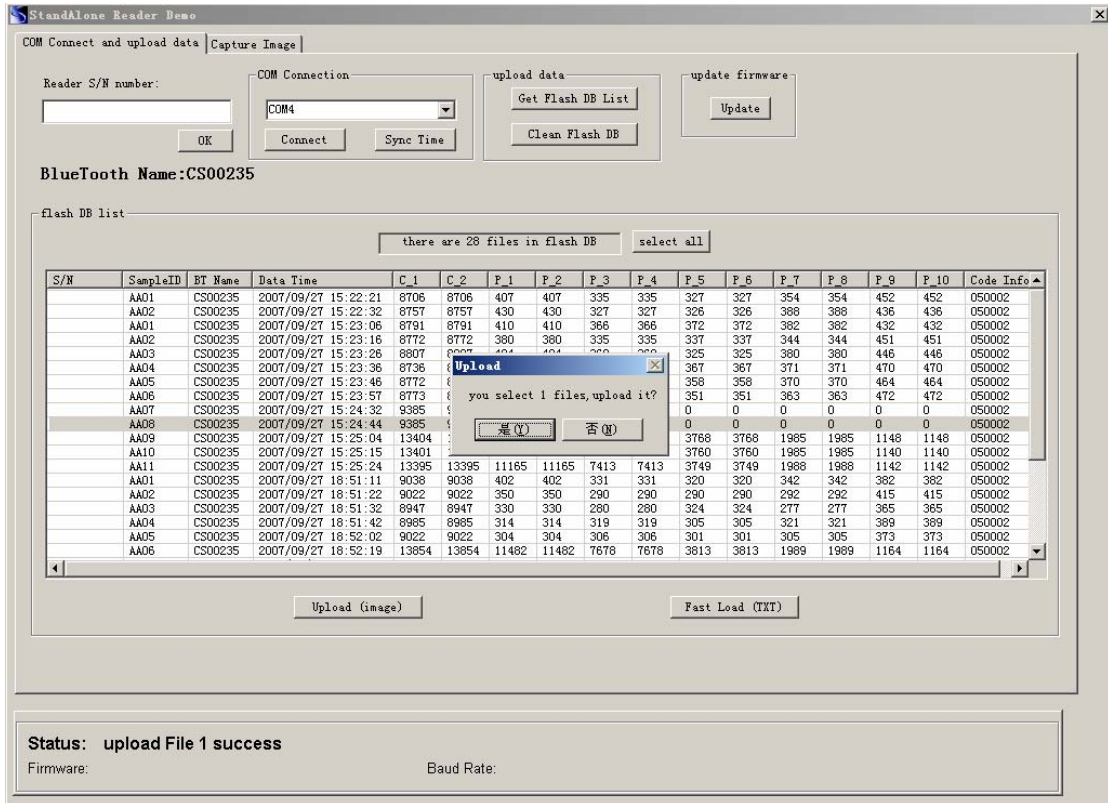 StandAlone Reader Demo
COM Connect and upload data Capture Image
Reader S/N number:
OK
COM Connection
COM4
Connect Sync Time
upload data
Get Flash DB List
Clean Flash DB
update firmware
Update
BlueTooth Name:CS00235
flash DB list
there are 28 files in flash DB select all
S/N SampleID BT Name Data Time C_1 C_2 P_1 P_2 P_3 P_4 P_5 P_6 P_7 P_8 P_9 P_10 Code Info
AA01 CS00235 2007/09/27 15:22:21 8706 8706 407 407 335 335 327 327 354 354 452 452 050002
AA02 CS00235 2007/09/27 15:22:32 8757 8757 430 430 327 327 326 326 388 388 436 436 050002
AA01 CS00235 2007/09/27 15:23:06 8791 8791 410 410 366 366 372 372 382 382 432 432 050002
AA02 CS00235 2007/09/27 15:23:16 8772 8772 380 380 335 335 337 337 344 344 451 451 050002
AA03 CS00235 2007/09/27 15:23:26 8807 325 325 380 380 446 446 050002
AA04 CS00235 2007/09/27 15:23:36 8736 367 367 371 371 470 470 050002
AA05 CS00235 2007/09/27 15:23:46 8772 358 358 370 370 464 464 050002
AA06 CS00235 2007/09/27 15:23:57 8773 351 351 363 363 472 472 050002
AA07 CS00235 2007/09/27 15:24:32 9385 0 0 0 0 0 0 050002
AA08 CS00235 2007/09/27 15:24:44 9385 0 0 0 0 0 0 050002
AA09 CS00235 2007/09/27 15:25:04 13404 3768 3768 1985 1985 1148 1148 050002
AA10 CS00235 2007/09/27 15:25:15 13401 3760 3760 1985 1985 1140 1140 050002
AA11 CS00235 2007/09/27 15:25:24 13395 13395 11165 11165 7413 7413 3749 3749 1988 1988 1142 1142 050002
AA01 CS00235 2007/09/27 18:51:11 9038 9038 402 402 331 331 320 320 342 342 382 382 050002
AA02 CS00235 2007/09/27 18:51:22 9022 9022 350 350 290 290 290 290 292 292 415 415 050002
AA03 CS00235 2007/09/27 18:51:32 8947 8947 330 330 280 280 324 324 277 277 365 365 050002
AA04 CS00235 2007/09/27 18:51:42 8985 8985 314 314 319 319 305 305 321 321 389 389 050002
AA05 CS00235 2007/09/27 18:52:02 9022 9022 304 304 306 306 301 301 305 305 373 373 050002
AA06 CS00235 2007/09/27 18:52:19 13854 13854 11482 11482 7678 7678 3813 3813 1989 1989 1164 1164 050002
Upload
you select 1 files,upload it?
是(Y) 否(N)
Upload (image) Fast Load (TXT)
Status: upload File 1 success
Firmware: Baud Rate: